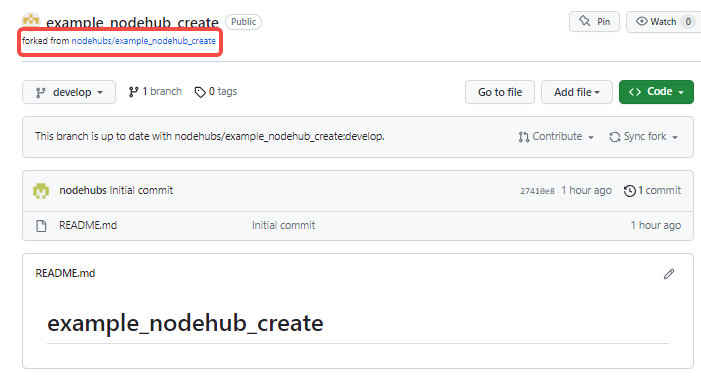 example_nodehub_create Public Pin Watch 0
forked from nodehubs/example_nodehub_create
develop 1 branch 0 tags Go to file Add file Code
This branch is up to date with nodehubs/example_nodehub_create:develop. Contribute Sync fork
nodehubs Initial commit 27410e8 1 hour ago 1 commit
README.md Initial commit 1 hour ago
README.md
example_nodehub_create